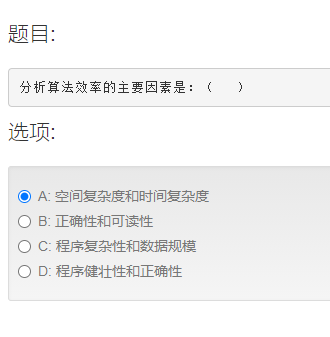 题目:
分析算法效率的主要因素是：（　　）
选项:
A: 空间复杂度和时间复杂度
B: 正确性和可读性
C: 程序复杂性和数据规模
D: 程序健壮性和正确性